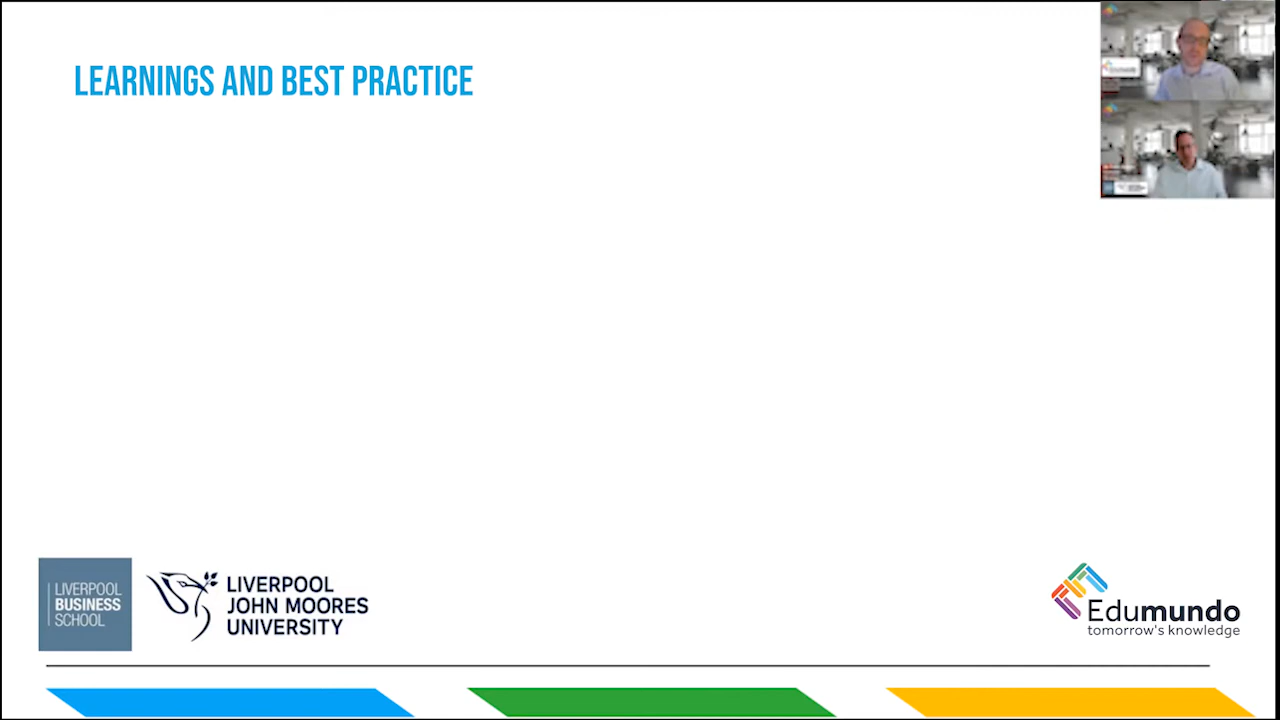 LEARNINGS AND BEST PRACTICE
LIVERPOOL
BUSINESS
SCHOOL
LIVERPOOL
JOHN MOORES
UNIVERSITY
Edumundo
tomorrow's knowledge